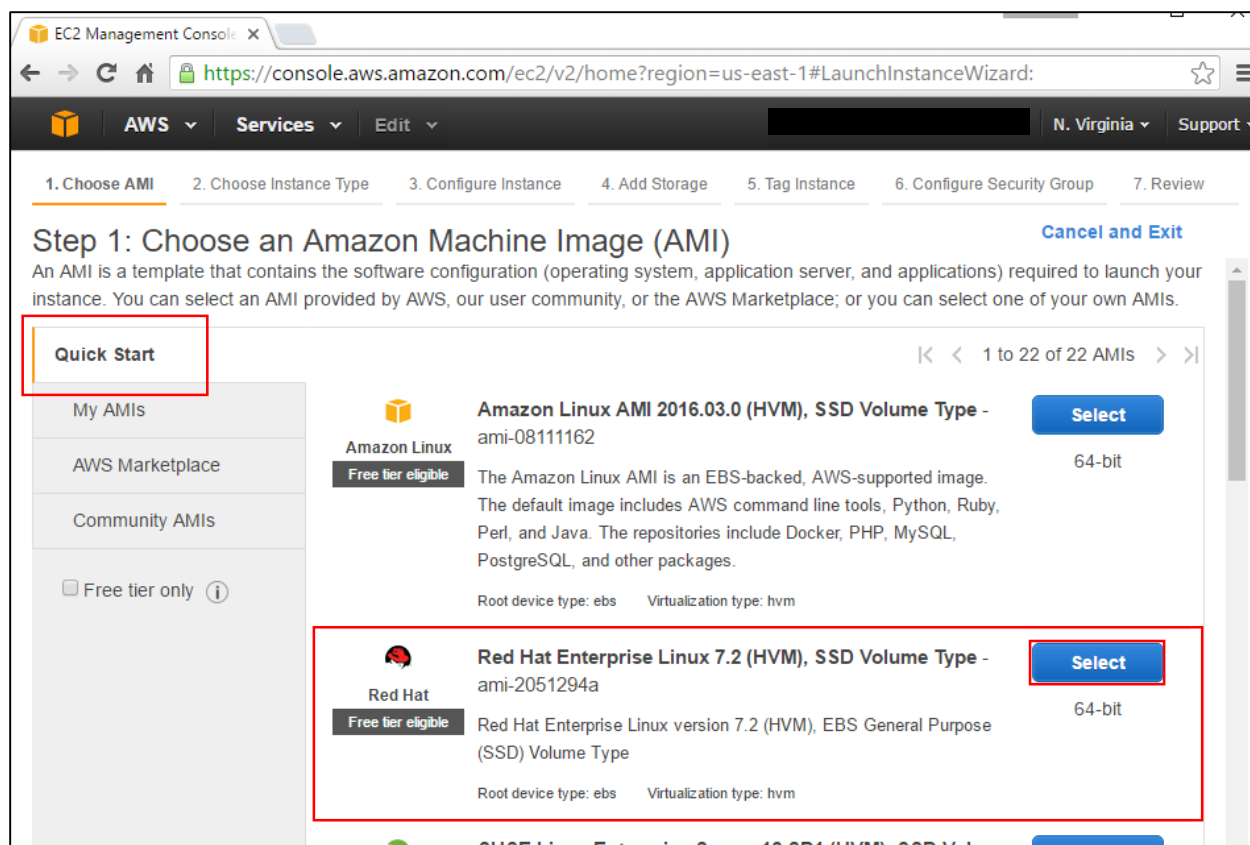 EC2 Management Console
https://console.aws.amazon.com/ec2/v2/home?region=us-east-1#LaunchInstanceWizard:
AWS Services Edit N. Virginia Support
1. Choose AMI 2. Choose Instance Type 3. Configure Instance 4. Add Storage 5. Tag Instance 6. Configure Security Group 7. Review
Step 1: Choose an Amazon Machine Image (AMI)
Cancel and Exit
An AMI is a template that contains the software configuration (operating system, application server, and applications) required to launch your
instance. You can select an AMI provided by AWS, our user community, or the AWS Marketplace; or you can select one of your own AMIs.
Quick Start
My AMIs
AWS Marketplace
Community AMIs
Free tier only
1 to 22 of 22 AMIs
Amazon Linux
Free tier eligible
Amazon Linux AMI 2016.03.0 (HVM), SSD Volume Type -
ami-08111162
The Amazon Linux AMI is an EBS-backed, AWS-supported image.
The default image includes AWS command line tools, Python, Ruby,
Perl, and Java. The repositories include Docker, PHP, MySQL,
PostgreSQL, and other packages.
Root device type: ebs Virtualization type: hvm
Select
64-bit
Red Hat
Free tier eligible
Red Hat Enterprise Linux 7.2 (HVM), SSD Volume Type -
ami-2051294a
Red Hat Enterprise Linux version 7.2 (HVM), EBS General Purpose
(SSD) Volume Type
Root device type: ebs Virtualization type: hvm
Select
64-bit